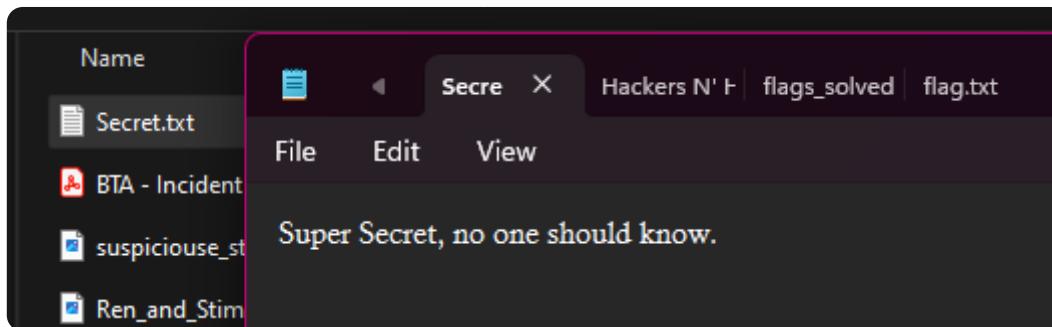 Name
Secret.txt
BTA - Incident
suspiciouse_st
Ren_and_Stim
Secre
Hackers N'
flags_solved
flag.txt
File Edit View
Super Secret, no one should know.